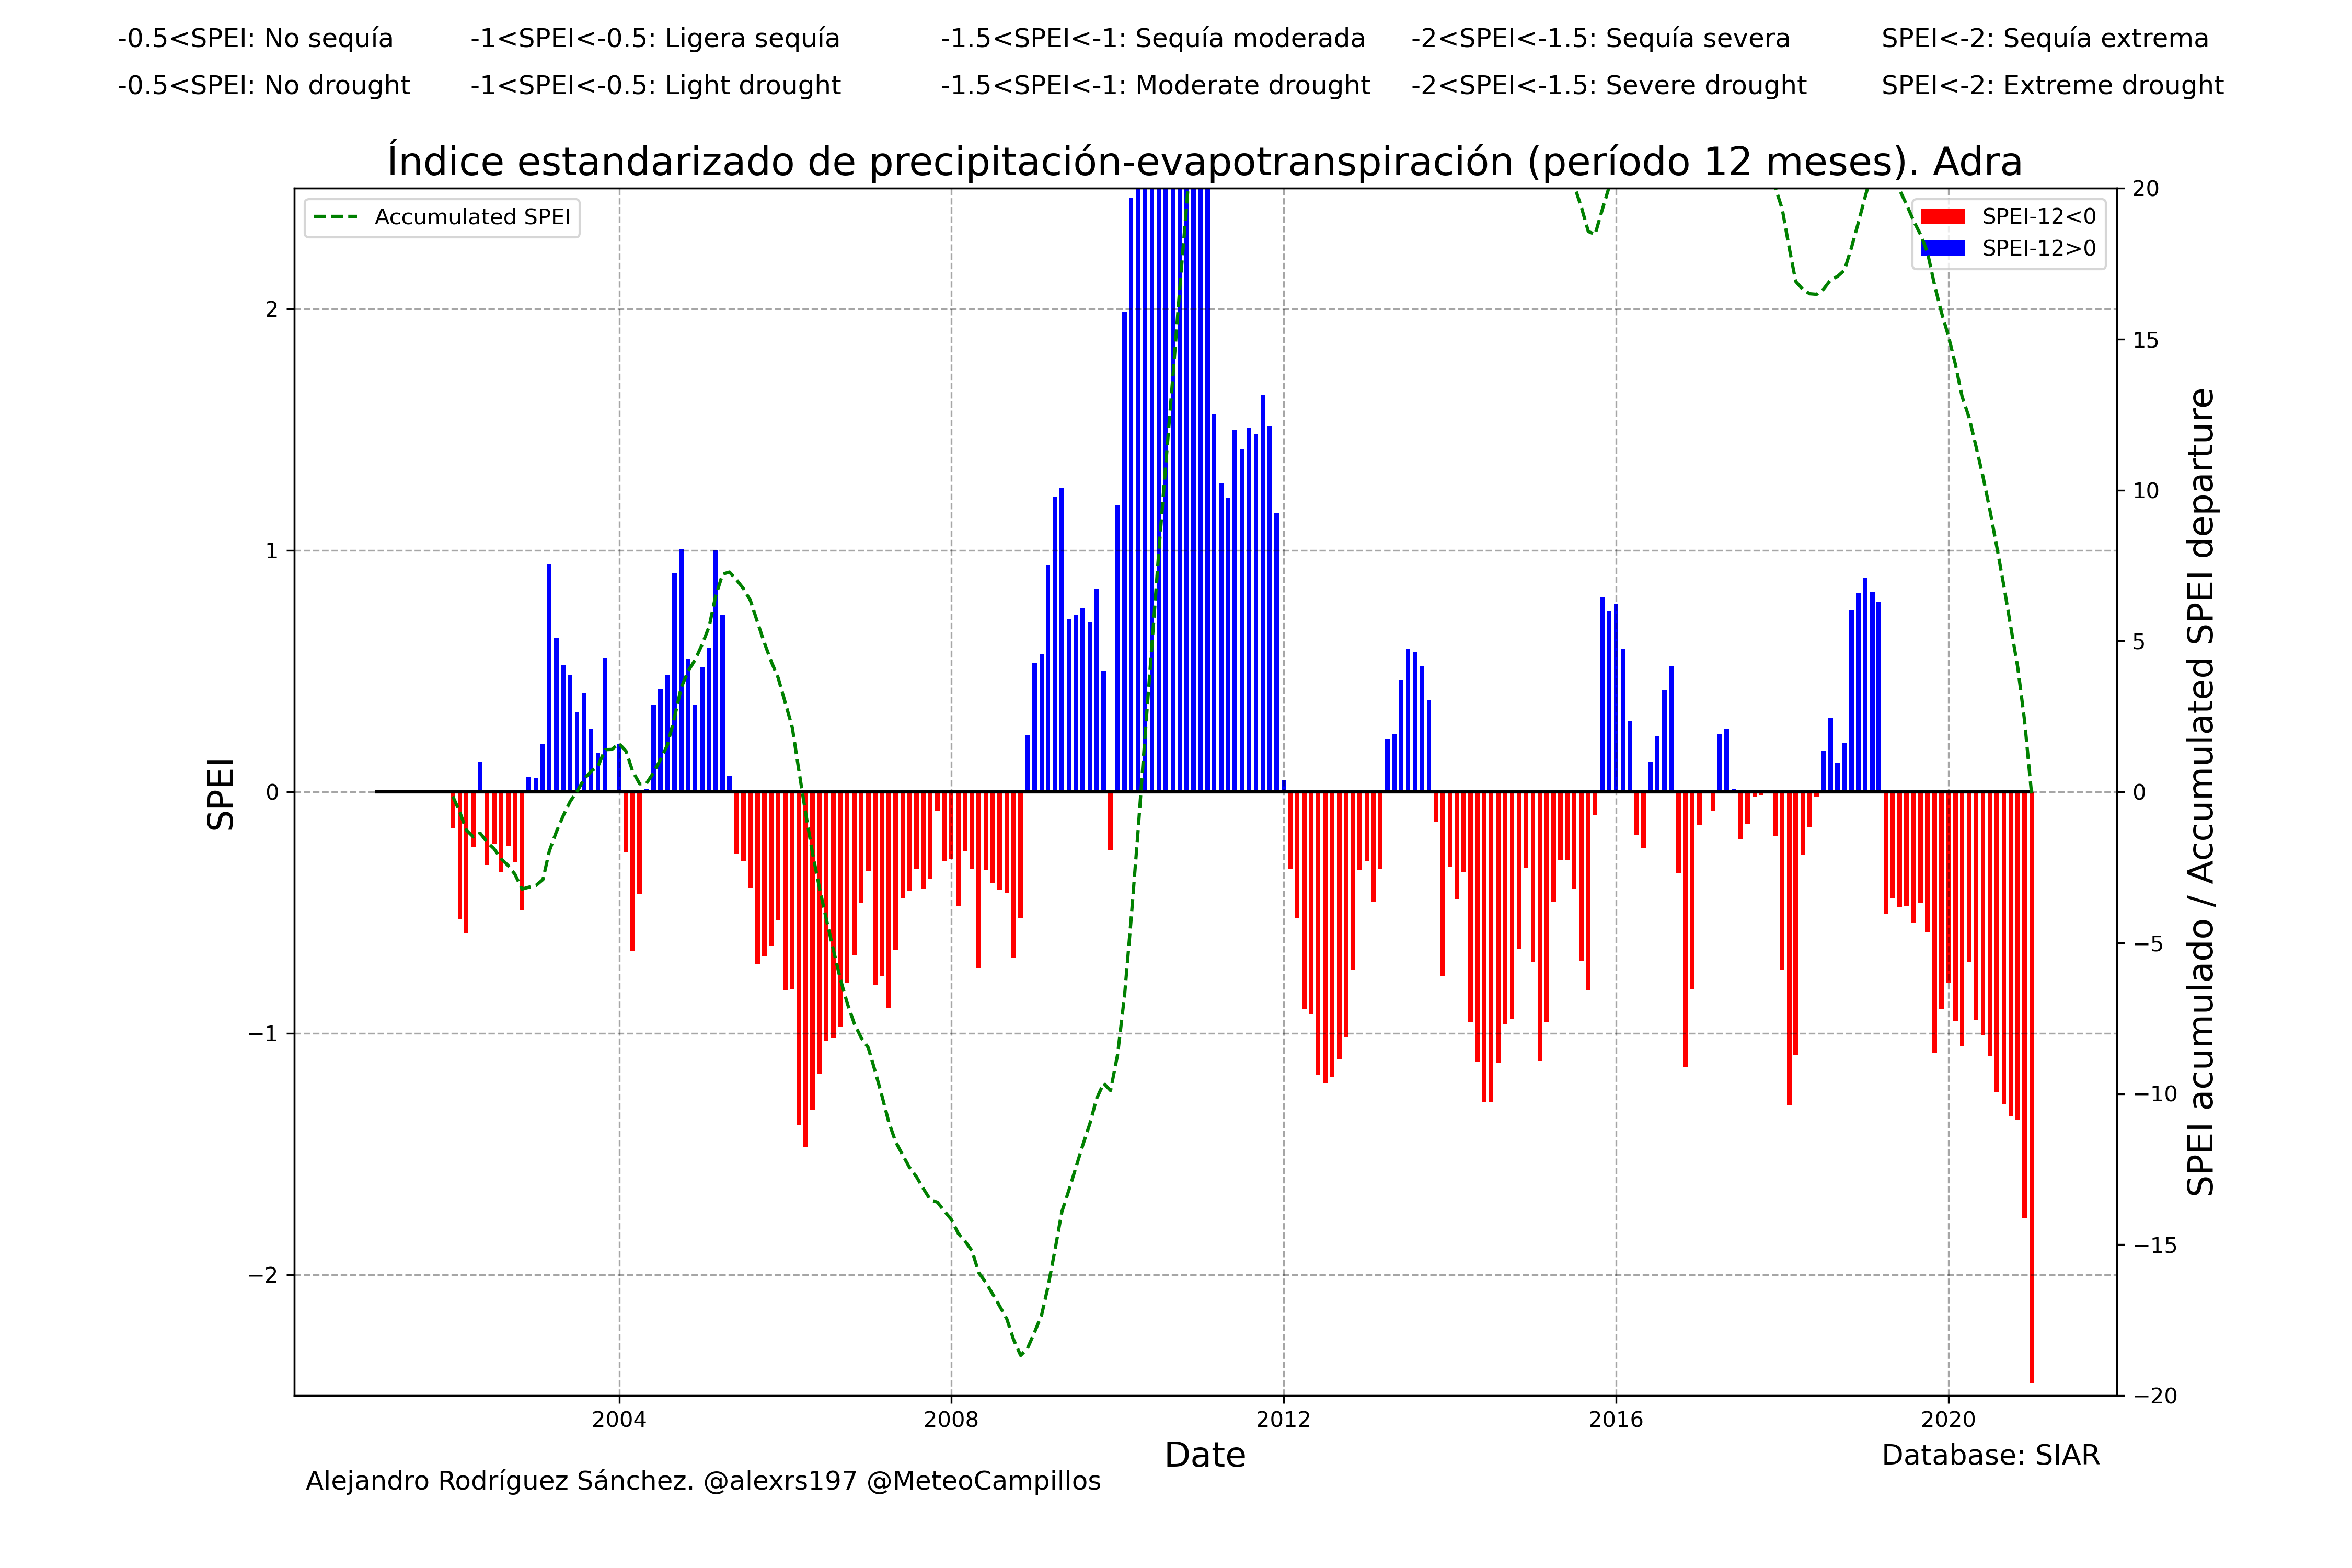 -0.5<SPEI: No sequía -1<SPEI<-0.5: Ligera sequía -1.5<SPEI<-1: Sequía moderada -2<SPEI<-1.5: Sequía severa SPEI<-2: Sequía extrema
-0.5<SPEI: No drought -1<SPEI<-0.5: Light drought -1.5<SPEI<-1: Moderate drought -2<SPEI<-1.5: Severe drought SPEI<-2: Extreme drought
Índice estandarizado de precipitación-evapotranspiración (período 12 meses). Adra
Accumulated SPEI
SPEI-12<0
SPEI-12>0
SPEI
2
1
0
−1
−2
20
15
10
5
0
−5
−10
−15
−20
SPEI acumulado / Accumulated SPEI departure
2004 2008 2012 2016 2020
Date
Database: SIAR
Alejandro Rodríguez Sánchez. @alexrs197 @MeteoCampillos